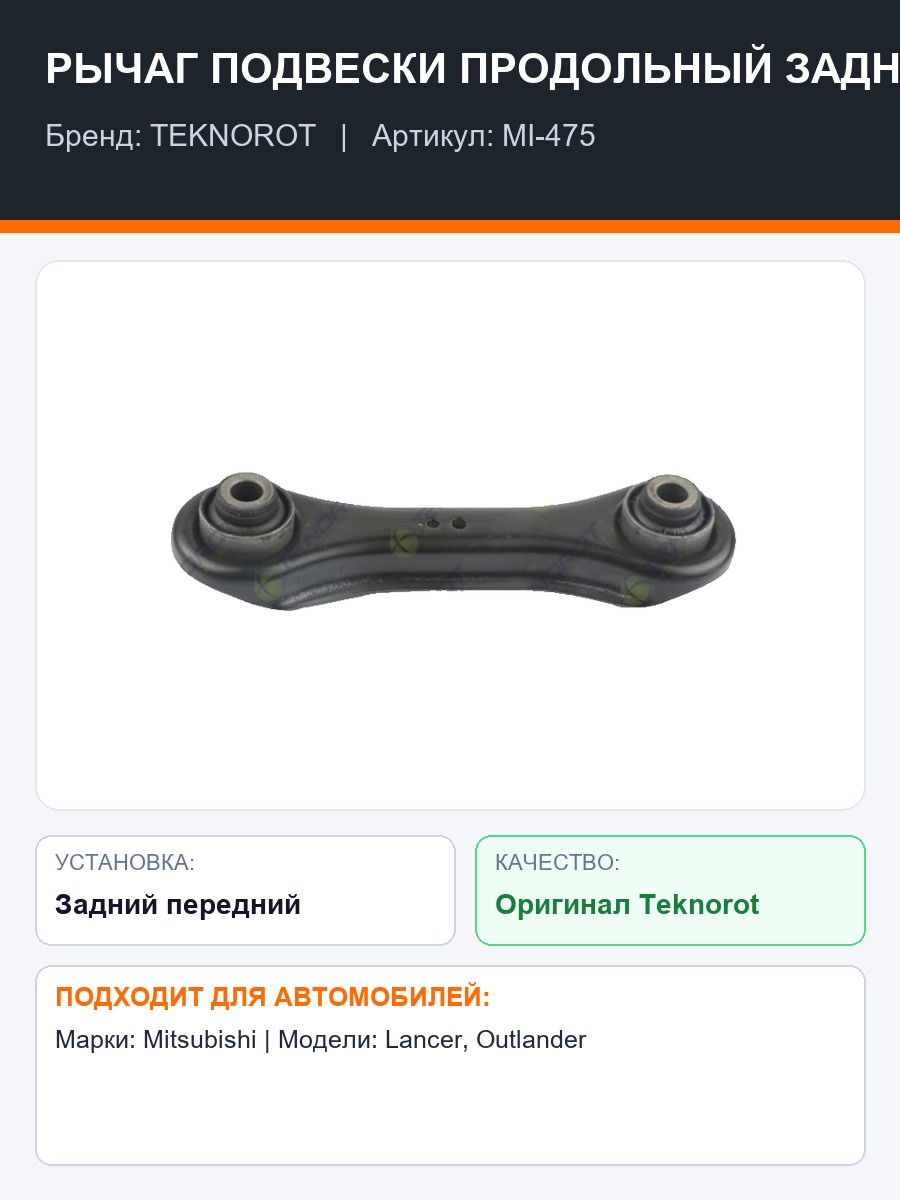 РЫЧАГ ПОДВЕСКИ ПРОДОЛЬНЫЙ ЗАДН
Бренд: TEKNOROT | Артикул: MI-475
УСТАНОВКА:
Задний передний
КАЧЕСТВО:
Оригинал Teknorot
ПОДХОДИТ ДЛЯ АВТОМОБИЛЕЙ:
Марки: Mitsubishi | Модели: Lancer, Outlander